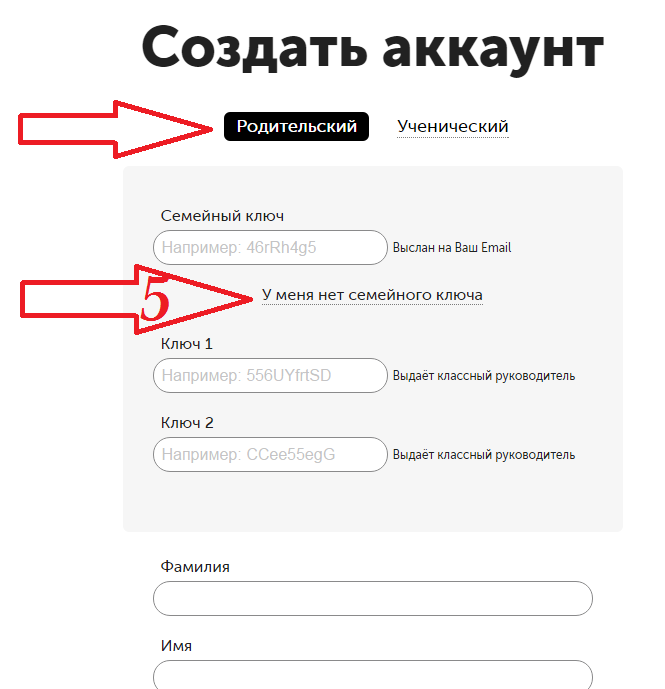 Создать аккаунт
Родительский Ученический
Семейный ключ
Например: 46rRh4g5 Выслан на Ваш Email
5 У меня нет семейного ключа
Ключ 1
Например: 556UYfrtSD Выдаёт классный руководитель
Ключ 2
Например: CCee55egG Выдаёт классный руководитель
Фамилия
Имя